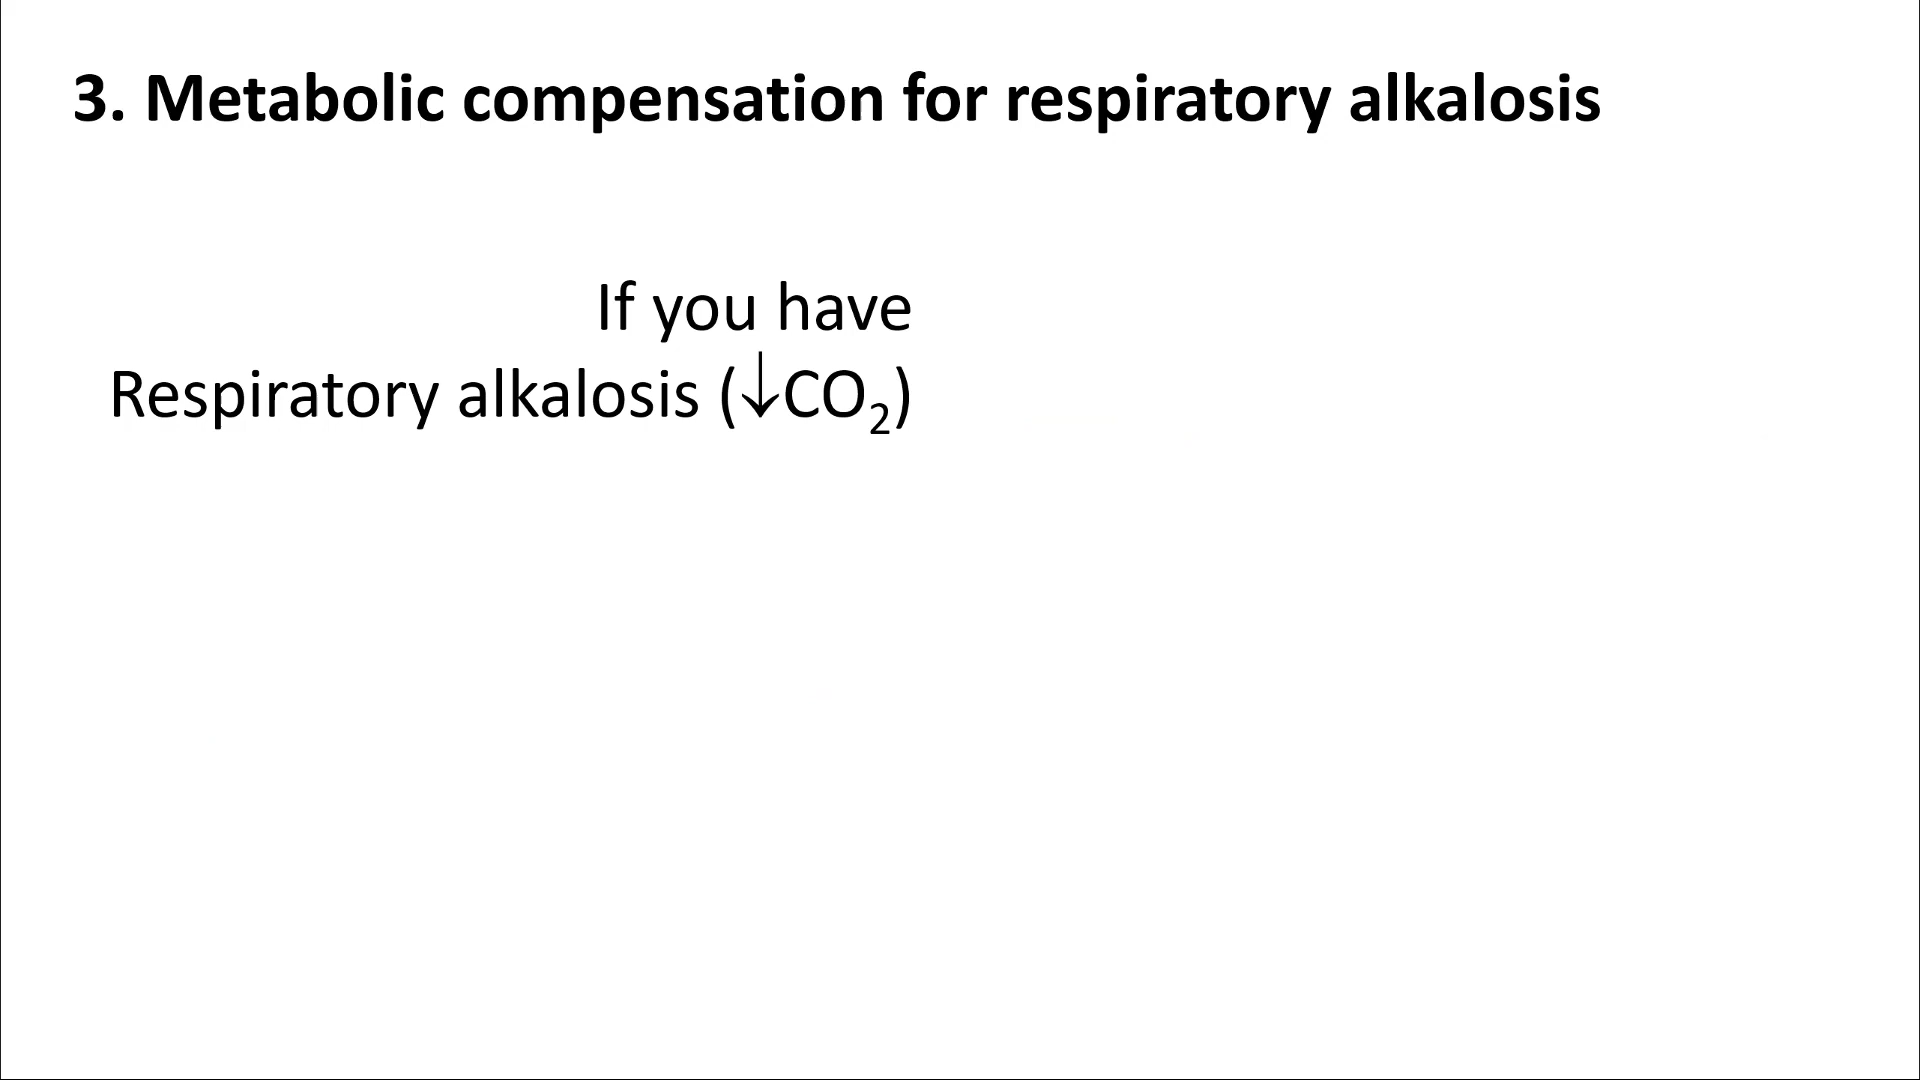 3. Metabolic compensation for respiratory alkalosis
If you have
Respiratory alkalosis (↓CO₂)